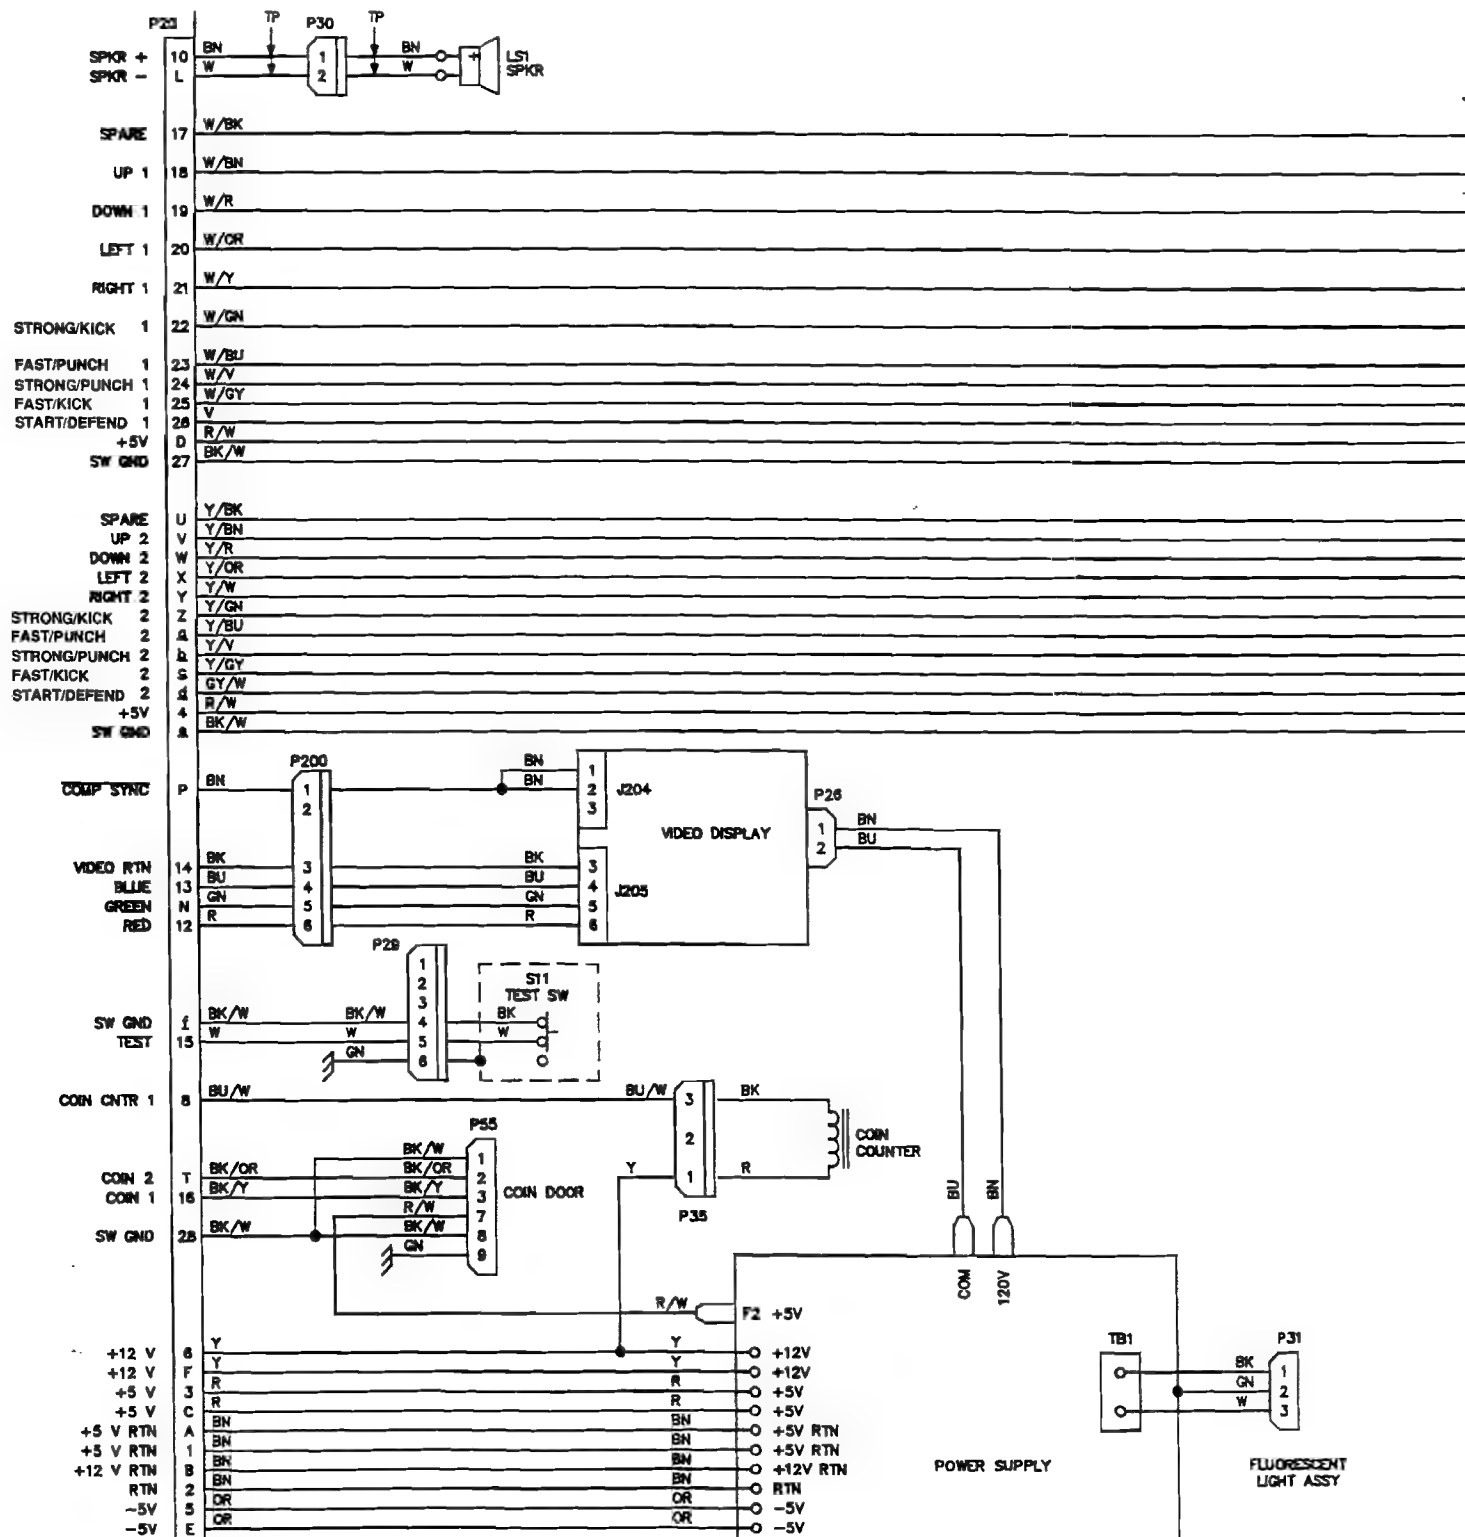 P20 TP P30 TP
SPKR + 10 BN 1 BN + LS1
SPKR - L W 2 W SPKR
SPARE 17 W/BK
UP 1 18 W/BN
DOWN 1 19 W/R
LEFT 1 20 W/OR
RIGHT 1 21 W/Y
STRONG/KICK 1 22 W/GN
FAST/PUNCH 1 23 W/BU
STRONG/PUNCH 1 24 W/V
FAST/KICK 1 25 W/GY
START/DEFEND 1 26 V
+5V D R/W
SW GND 27 BK/W
SPARE U Y/BK
UP 2 V Y/BN
DOWN 2 W Y/R
LEFT 2 X Y/OR
RIGHT 2 Y Y/W
STRONG/KICK 2 Z Y/GN
FAST/PUNCH 2 a Y/BU
STRONG/PUNCH 2 b Y/V
FAST/KICK 2 Y/GY
START/DEFEND 2 d GY/W
+5V 4 R/W
SW GND BK/W
P200
BN 1
COMP SYNC P BN 1 BN 2 J204
2 3
P26
VIDEO DISPLAY
1 BN
2 BU
VIDEO RTN 14 BK 3 BK 3
BLUE 13 BU 4 BU 4 J205
GREEN N GN 5 GN 5
RED 12 R 6 R 6
P29
1
2 S11
3 TEST SW
SW GND f BK/W BK/W 4 BK
TEST 15 W W 5 W
GN 6
COIN CNTR 1 8 BU/W BU/W 3 BK
2 COIN
COUNTER
Y 1 R
P35
P55
BK/W 1
COIN 2 T BK/OR BK/OR 2
COIN 1 16 BK/Y BK/Y 3 COIN DOOR
R/W 7
SW GND 28 BK/W BK/W 8
GN 9
BU BN
COM 120V
R/W F2 +5V
+12 V 6 Y Y +12V
+12 V F Y Y +12V
+5 V 3 R R +5V
+5 V C R R +5V
+5 V RTN A BN BN +5V RTN
+5 V RTN 1 BN BN +5V RTN
+12 V RTN B BN BN +12V RTN
RTN 2 BN BN RTN
-5V 5 OR OR -5V
-5V E OR OR -5V
POWER SUPPLY
TB1 P31
BK 1
GN 2
W 3
FLUORESCENT
LIGHT ASSY